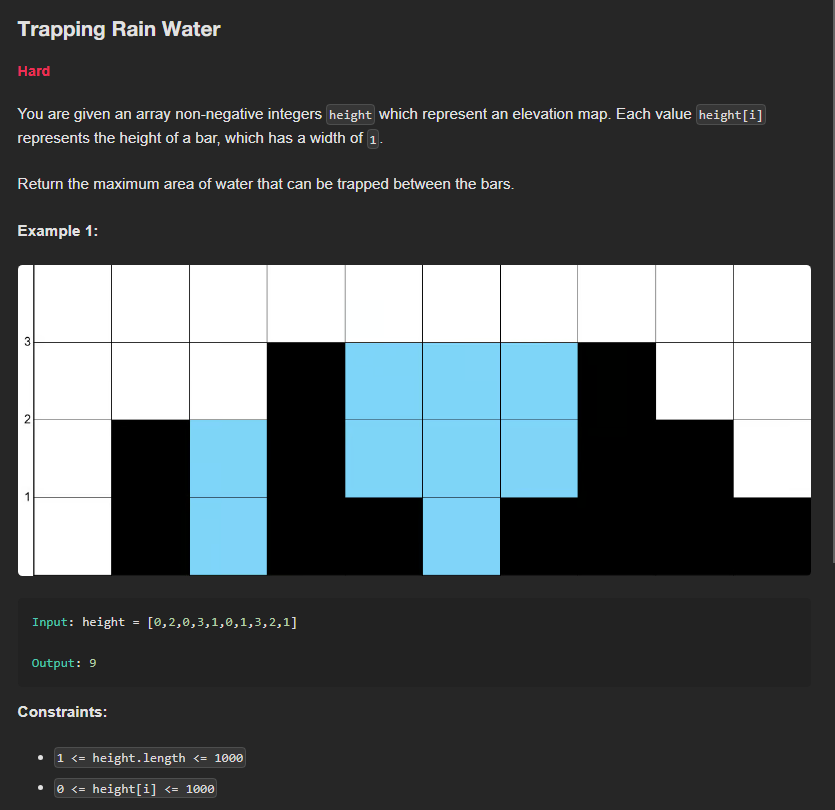 Trapping Rain Water
Hard
You are given an array non-negative integers height which represent an elevation map. Each value height[i]
represents the height of a bar, which has a width of 1.
Return the maximum area of water that can be trapped between the bars.
Example 1:
3
2
1
Input: height = [0,2,0,3,1,0,1,3,2,1]
Output: 9
Constraints:
• 1 <= height.length <= 1000
• 0 <= height[i] <= 1000